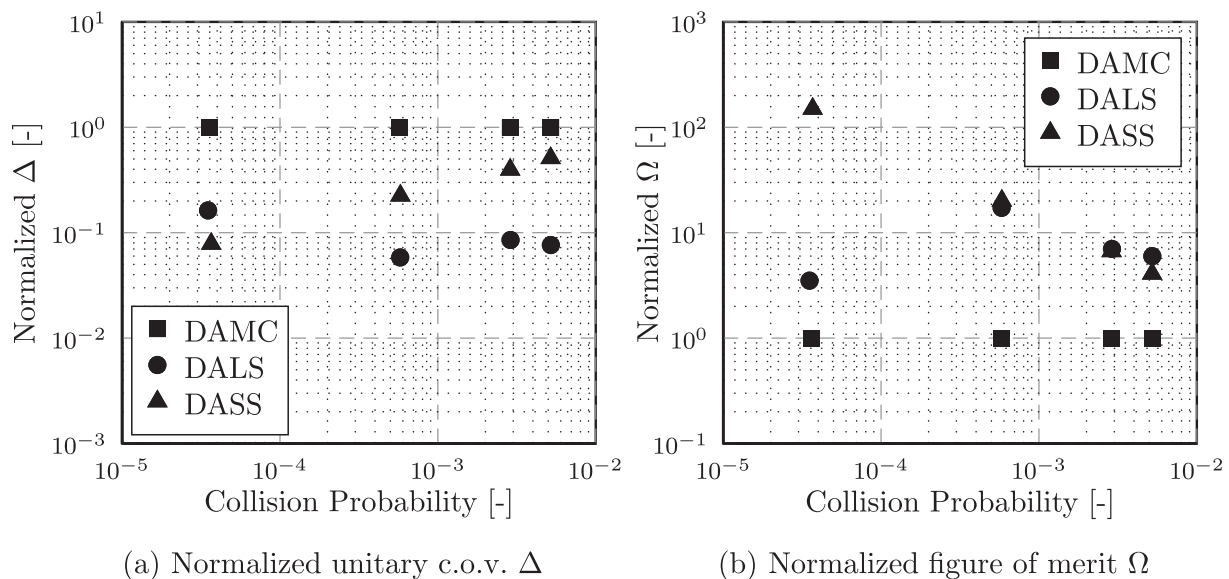 10^1
10^0
10^-1
10^-2
10^-3
Normalized Δ [-]
DAMC
DALS
DASS
10^-5
10^-4
10^-3
10^-2
Collision Probability [-]
(a) Normalized unitary c.o.v. Δ
10^3
10^2
10^1
10^0
10^-1
Normalized Ω [-]
DAMC
DALS
DASS
10^-5
10^-4
10^-3
10^-2
Collision Probability [-]
(b) Normalized figure of merit Ω